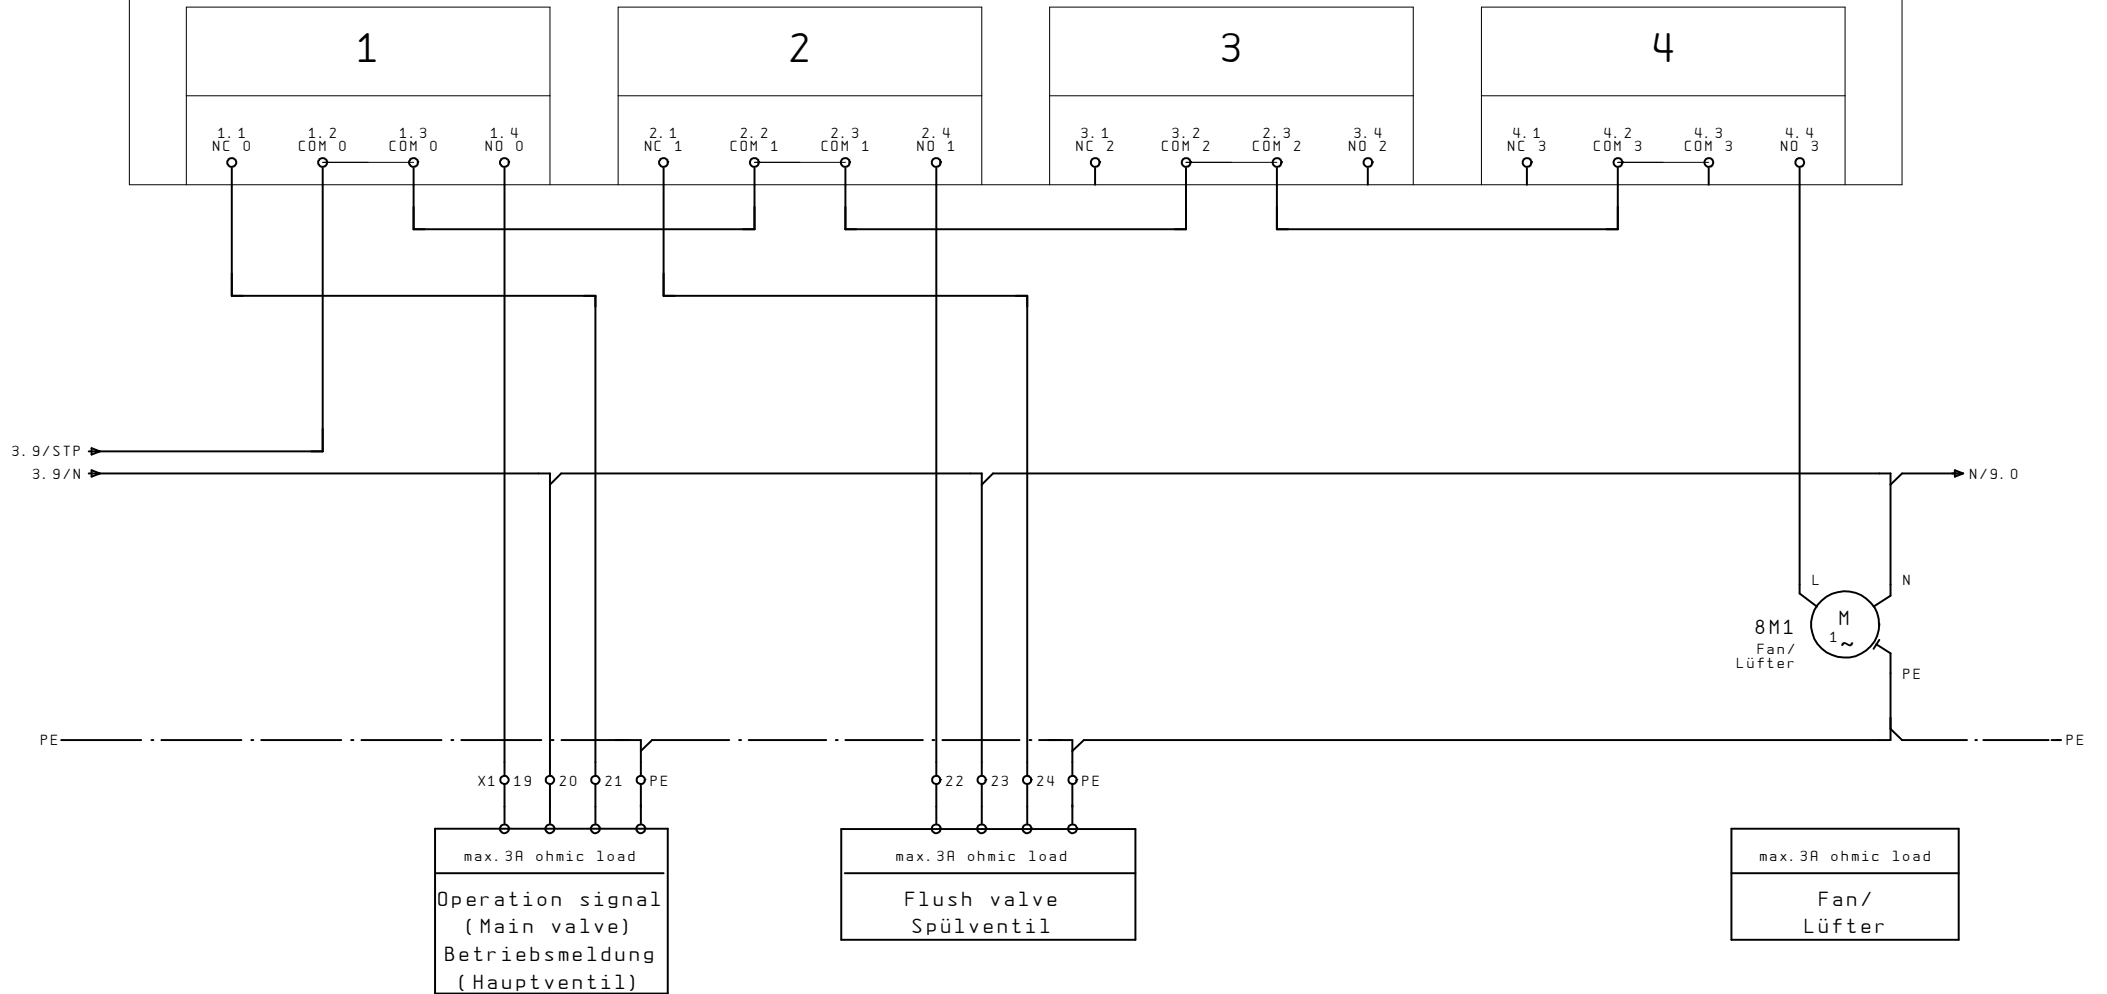 1 2 3 4
1.1 1.2 1.3 1.4 2.1 2.2 2.3 2.4 3.1 3.2 2.3 3.4 4.1 4.2 4.3 4.4
NC 0 COM 0 COM 0 NO 0 NC 1 COM 1 COM 1 NO 1 NC 2 COM 2 COM 2 NO 2 NC 3 COM 3 COM 3 NO 3
3.9/STP
3.9/N N/9.0
L N
8M1 M
1 ~
Fan/
Lüfter
PE
PE PE
X1 19 20 21 PE 22 23 24 PE
max.3A ohmic load max.3A ohmic load max.3A ohmic load
Operation signal
(Main valve)
Betriebsmeldung
(Hauptventil)
Flush valve
Spülventil
Fan/
Lüfter